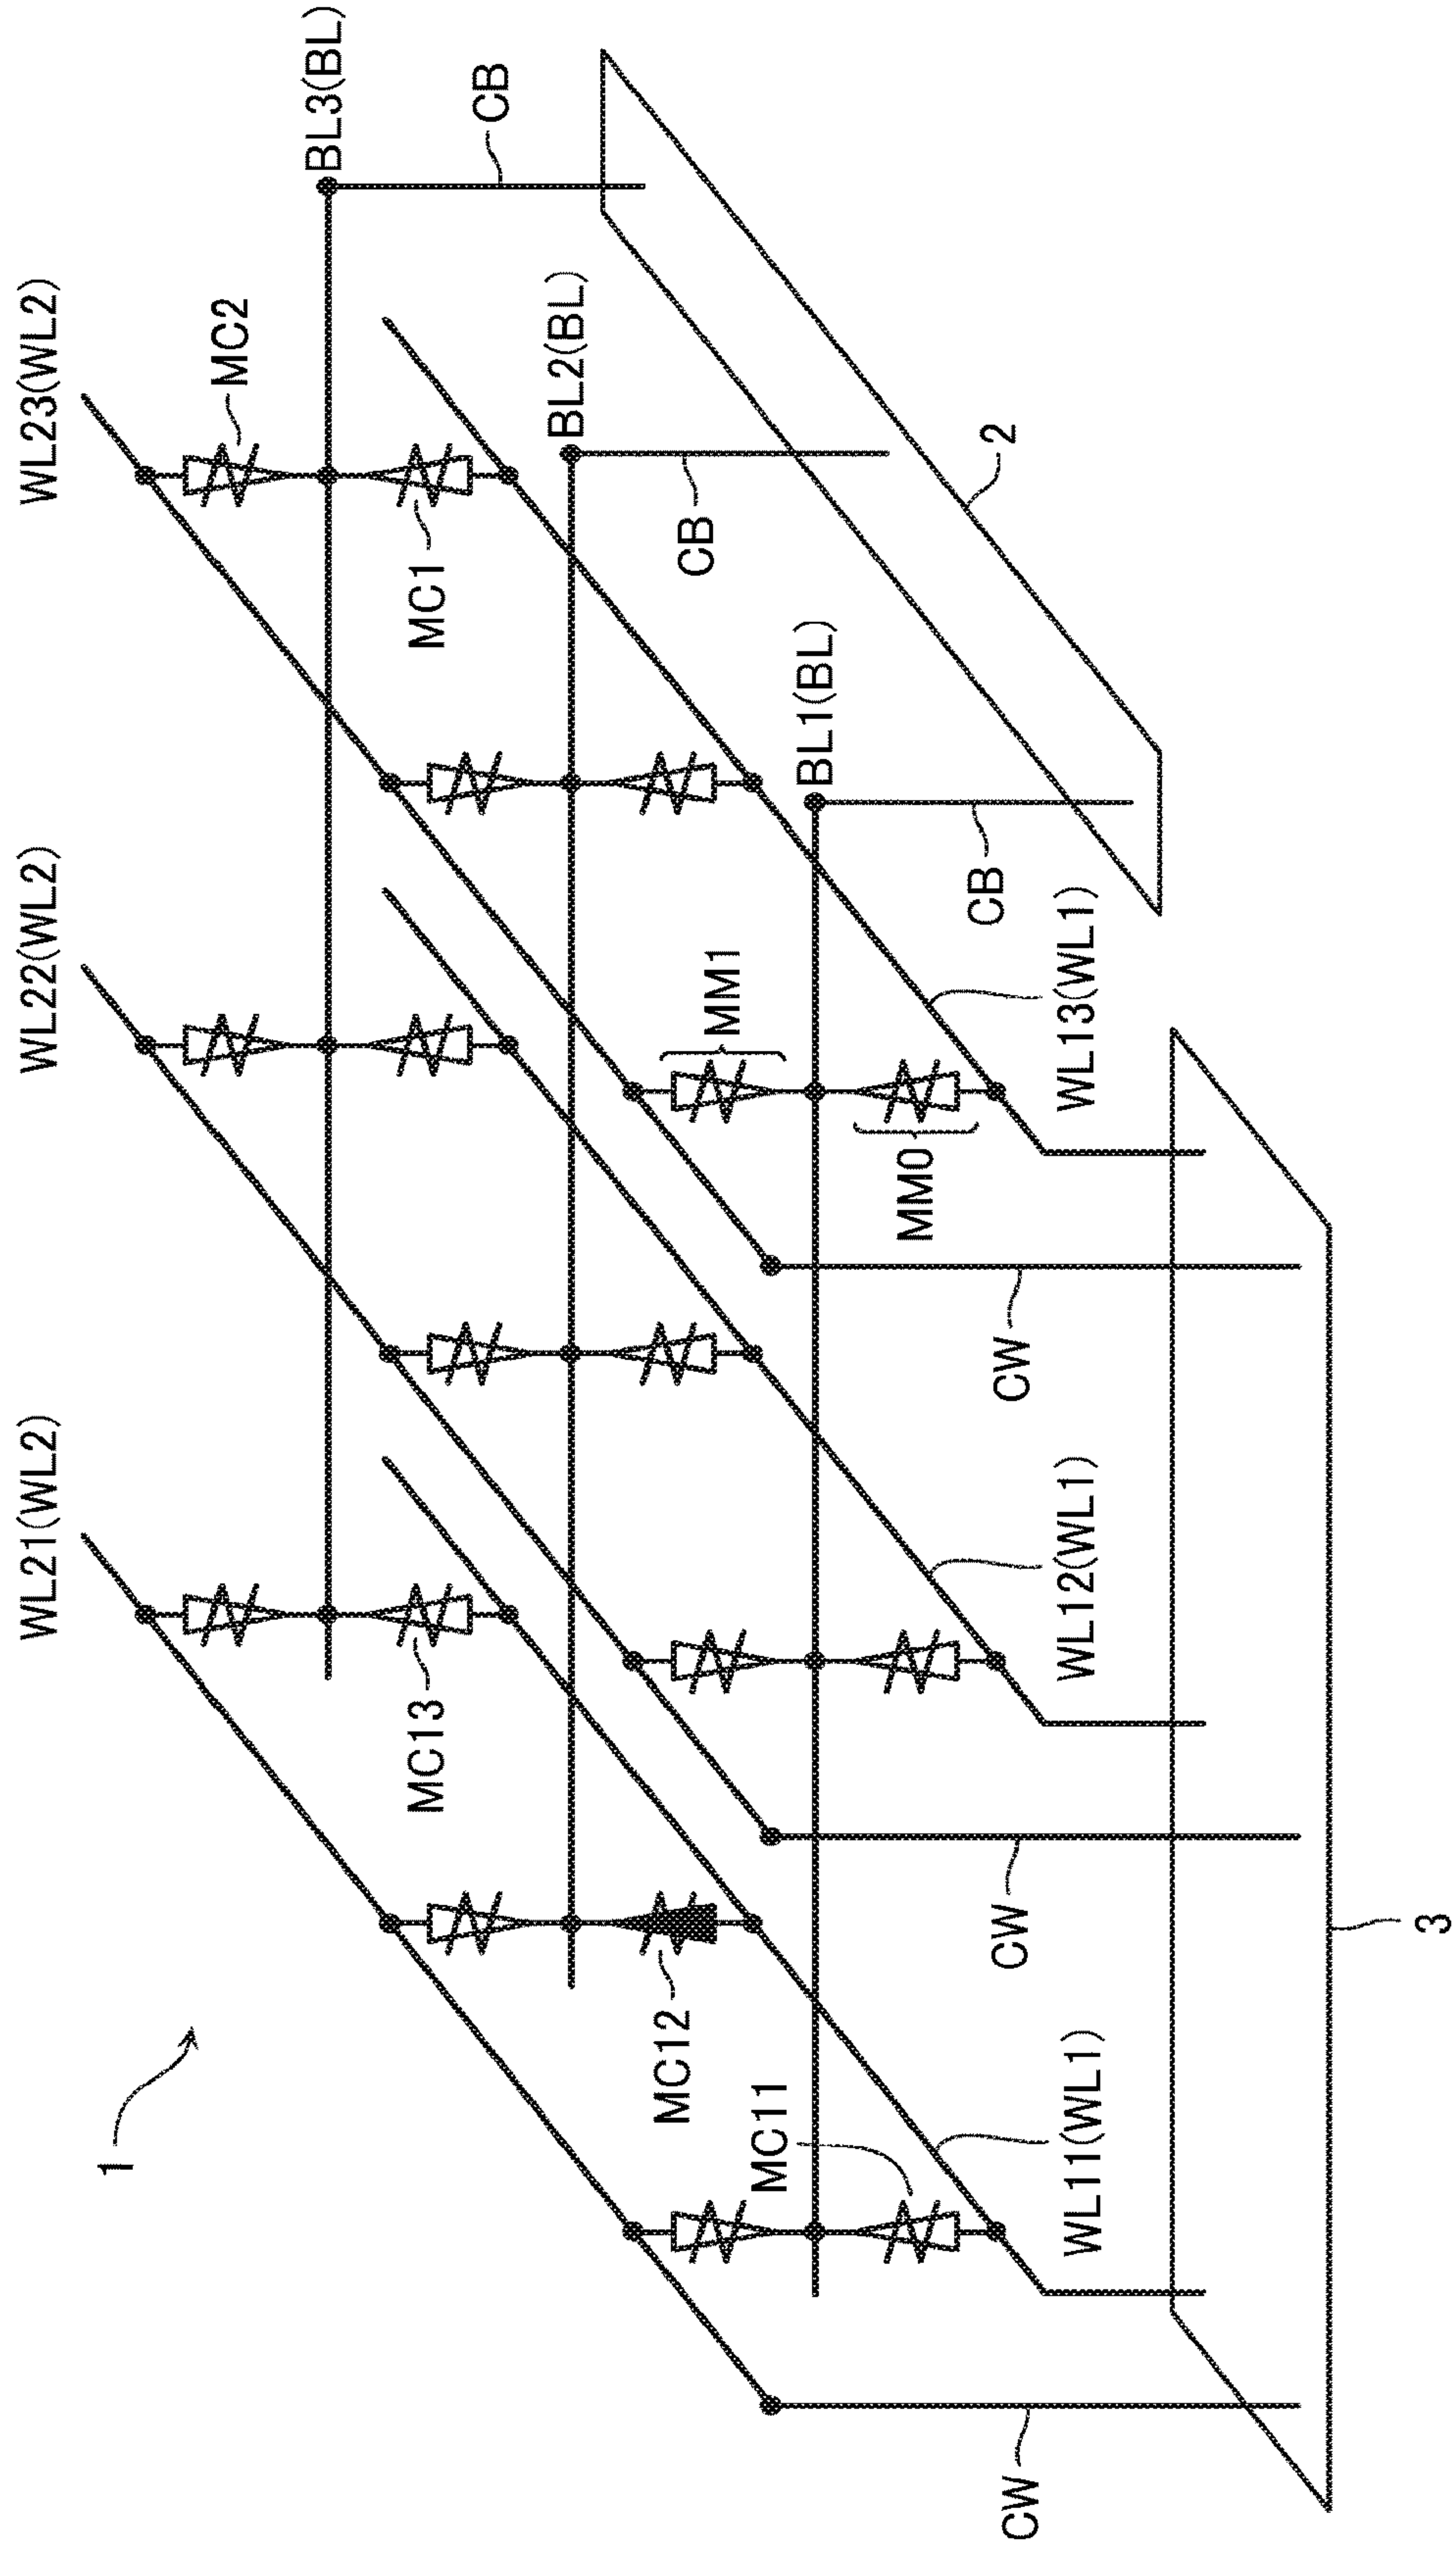 1
WL21(WL2)
WL22(WL2)
WL23(WL2)
MC2
BL3(BL)
MC13
MC1
CB
BL2(BL)
MC12
CB
MM1
BL1(BL)
MC11
MM0
CB
CW
CW
CW
WL11(WL1)
WL12(WL1)
WL13(WL1)
2
3